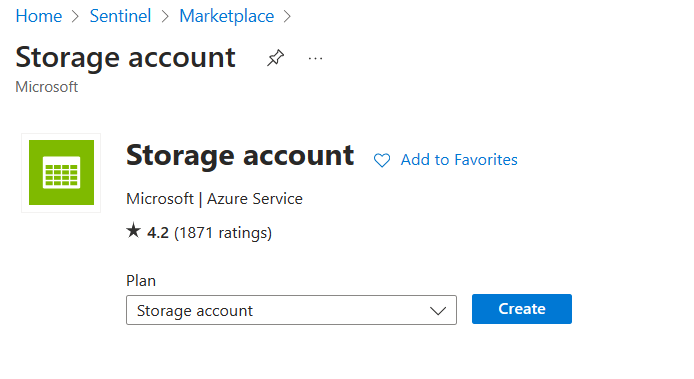 Home > Sentinel > Marketplace >
Storage account ...
Microsoft
Storage account Add to Favorites
Microsoft | Azure Service
★ 4.2 (1871 ratings)
Plan
Storage account Create